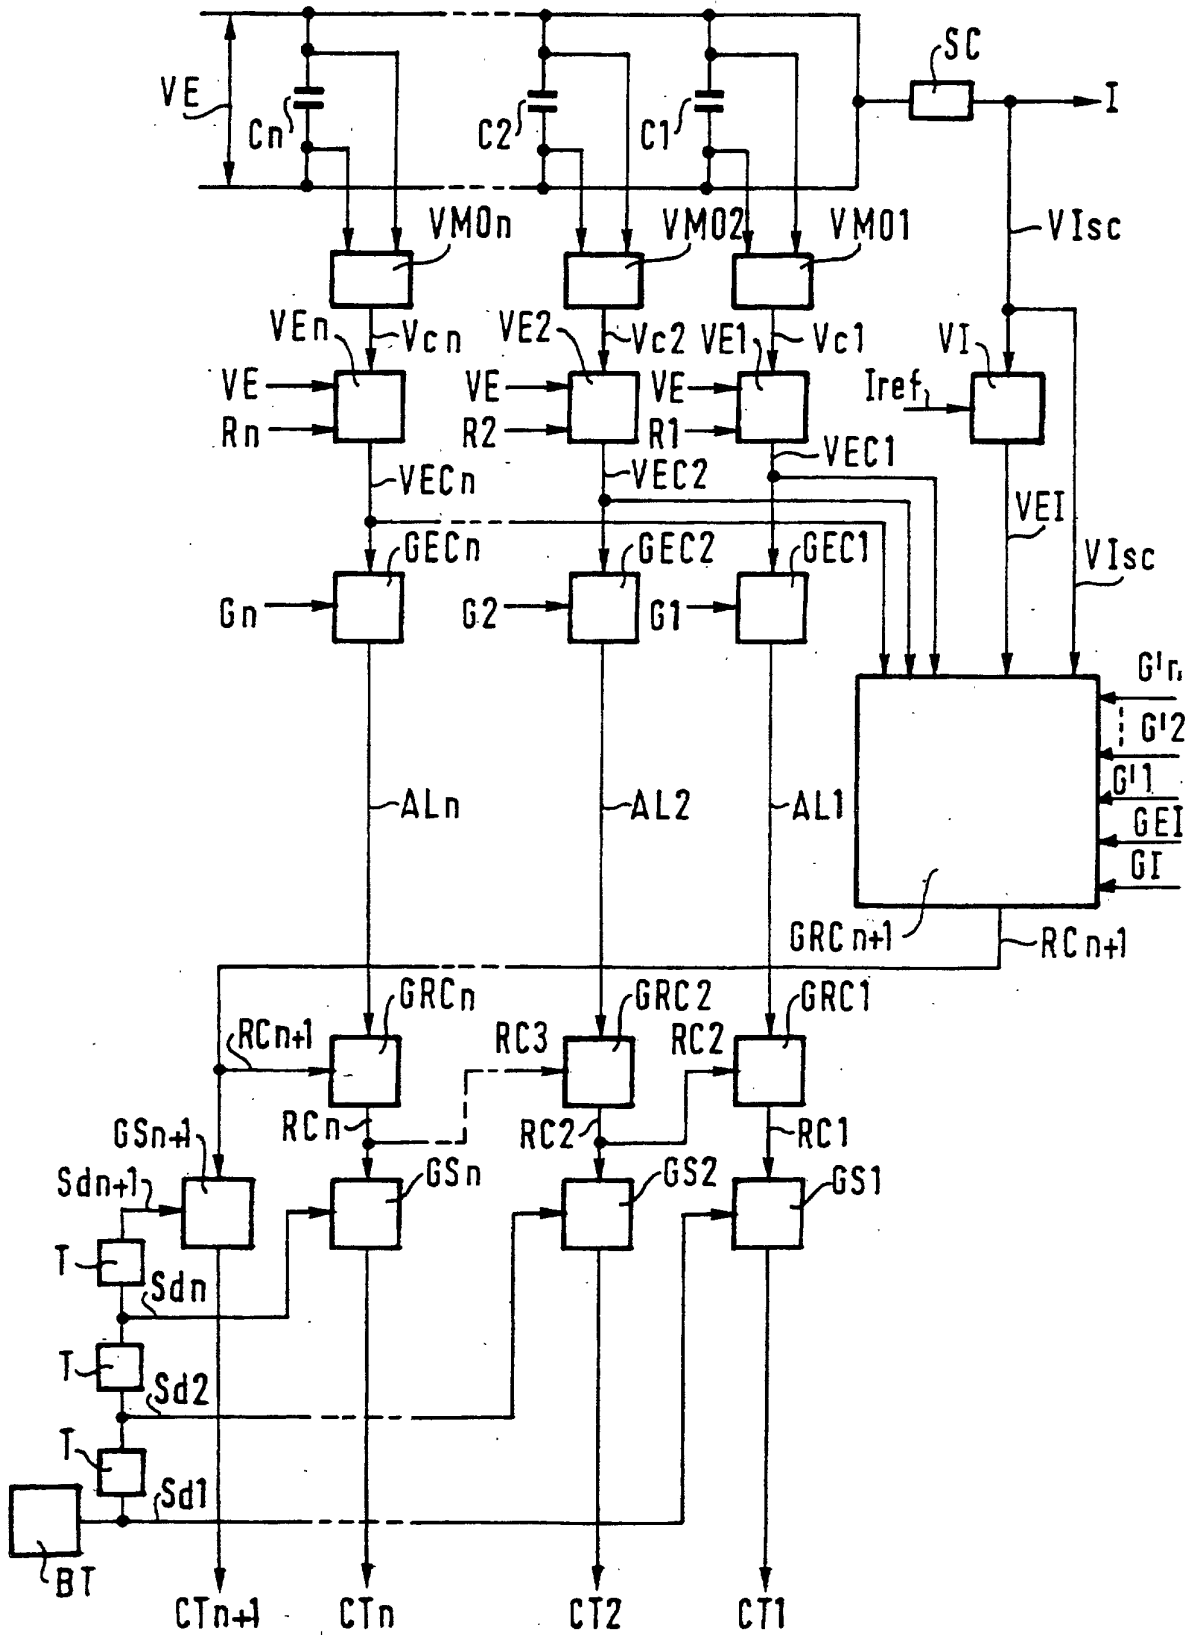 SC
VE
I
Cn
C2
C1
VMOn
VMO2
VMO1
VIsc
VEn
Vcn
VE2
Vc2
VE1
Vc1
VI
VE
VE
VE
Iref
Rn
R2
R1
VECn
VEC2
VEC1
VEI
GECn
GEC2
GEC1
VIsc
Gn
G2
G1
G'n
G'2
G'1
ALn
AL2
AL1
GEI
GI
GRCn+1
RCn+1
GRCn
GRC2
GRC1
RCn+1
RC3
RC2
GSn+1
RCn
RC2
RC1
Sdn+1
GSn
GS2
GS1
T
Sdn
T
Sd2
T
Sd1
BT
CTn+1
CTn
CT2
CT1